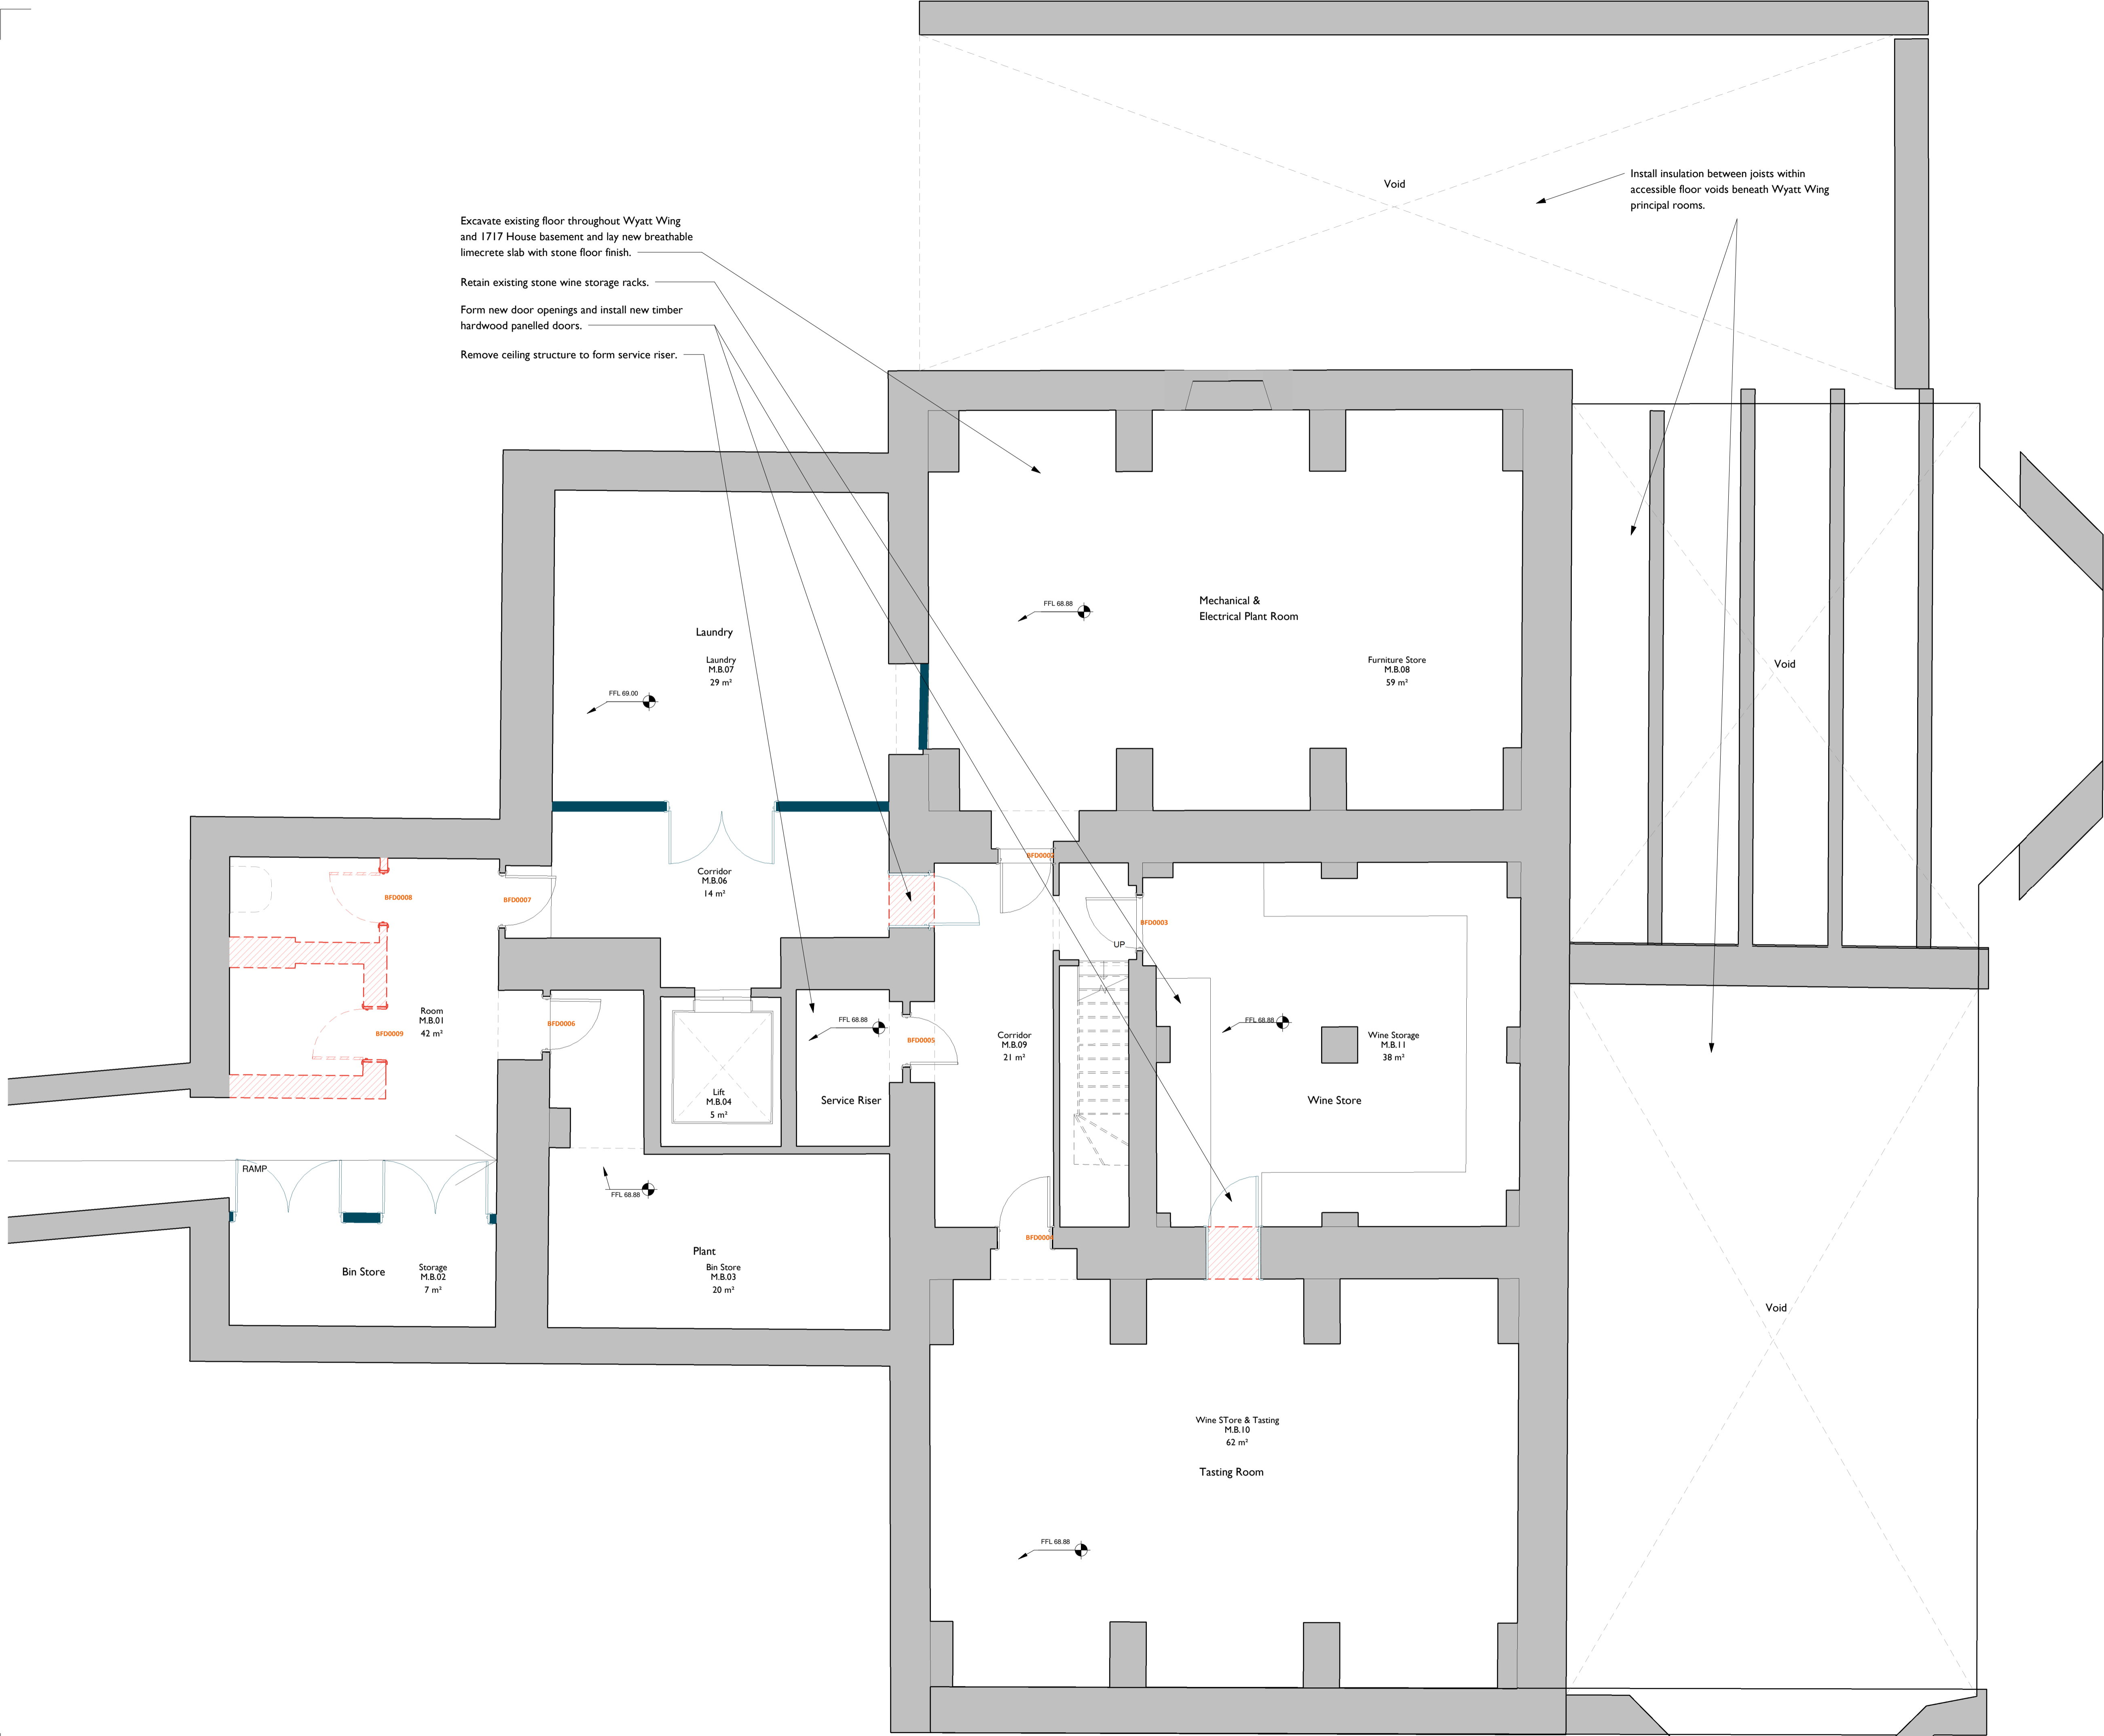 Void
Install insulation between joists within
accessible floor voids beneath Wyatt Wing
principal rooms.
Excavate existing floor throughout Wyatt Wing
and 1717 House basement and lay new breathable
limecrete slab with stone floor finish.
Retain existing stone wine storage racks.
Form new door openings and install new timber
hardwood panelled doors.
Remove ceiling structure to form service riser.
FFL 68.88
Mechanical &
Electrical Plant Room
Laundry
Laundry
M.B.07
29 m²
FFL 69.00
Furniture Store
M.B.08
59 m²
Void
BFD0002
Corridor
M.B.06
14 m²
BFD0008
BFD0007
BFD0003
UP
Room
M.B.01
42 m²
BFD0009
BFD0006
FFL 68.88
BFD0005
Corridor
M.B.09
21 m²
FFL 68.88
Wine Storage
M.B.11
38 m²
Lift
M.B.04
5 m²
Service Riser
Wine Store
RAMP
FFL 68.88
Bin Store
Storage
M.B.02
7 m²
Plant
Bin Store
M.B.03
20 m²
Void
Wine STore & Tasting
M.B.10
62 m²
Tasting Room
FFL 68.88